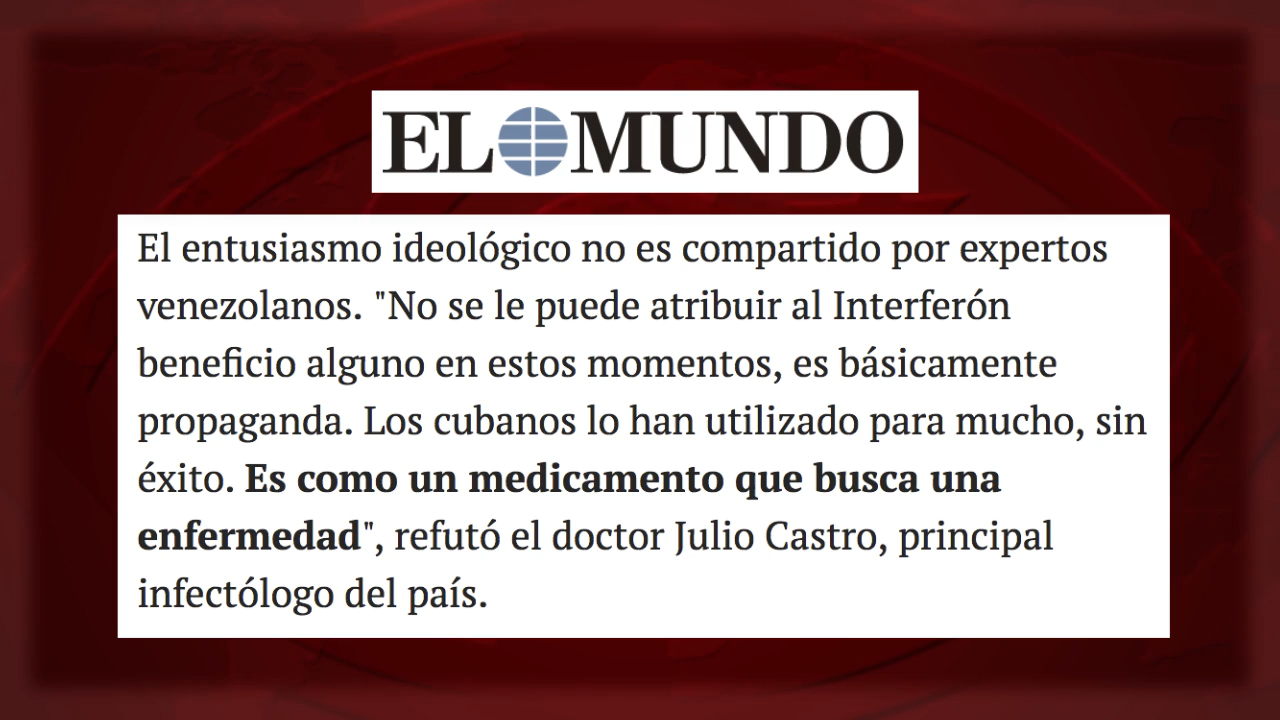 EL MUNDO
El entusiasmo ideológico no es compartido por expertos
venezolanos. "No se le puede atribuir al Interferón
beneficio alguno en estos momentos, es básicamente
propaganda. Los cubanos lo han utilizado para mucho, sin
éxito. Es como un medicamento que busca una
enfermedad", refutó el doctor Julio Castro, principal
infectólogo del país.